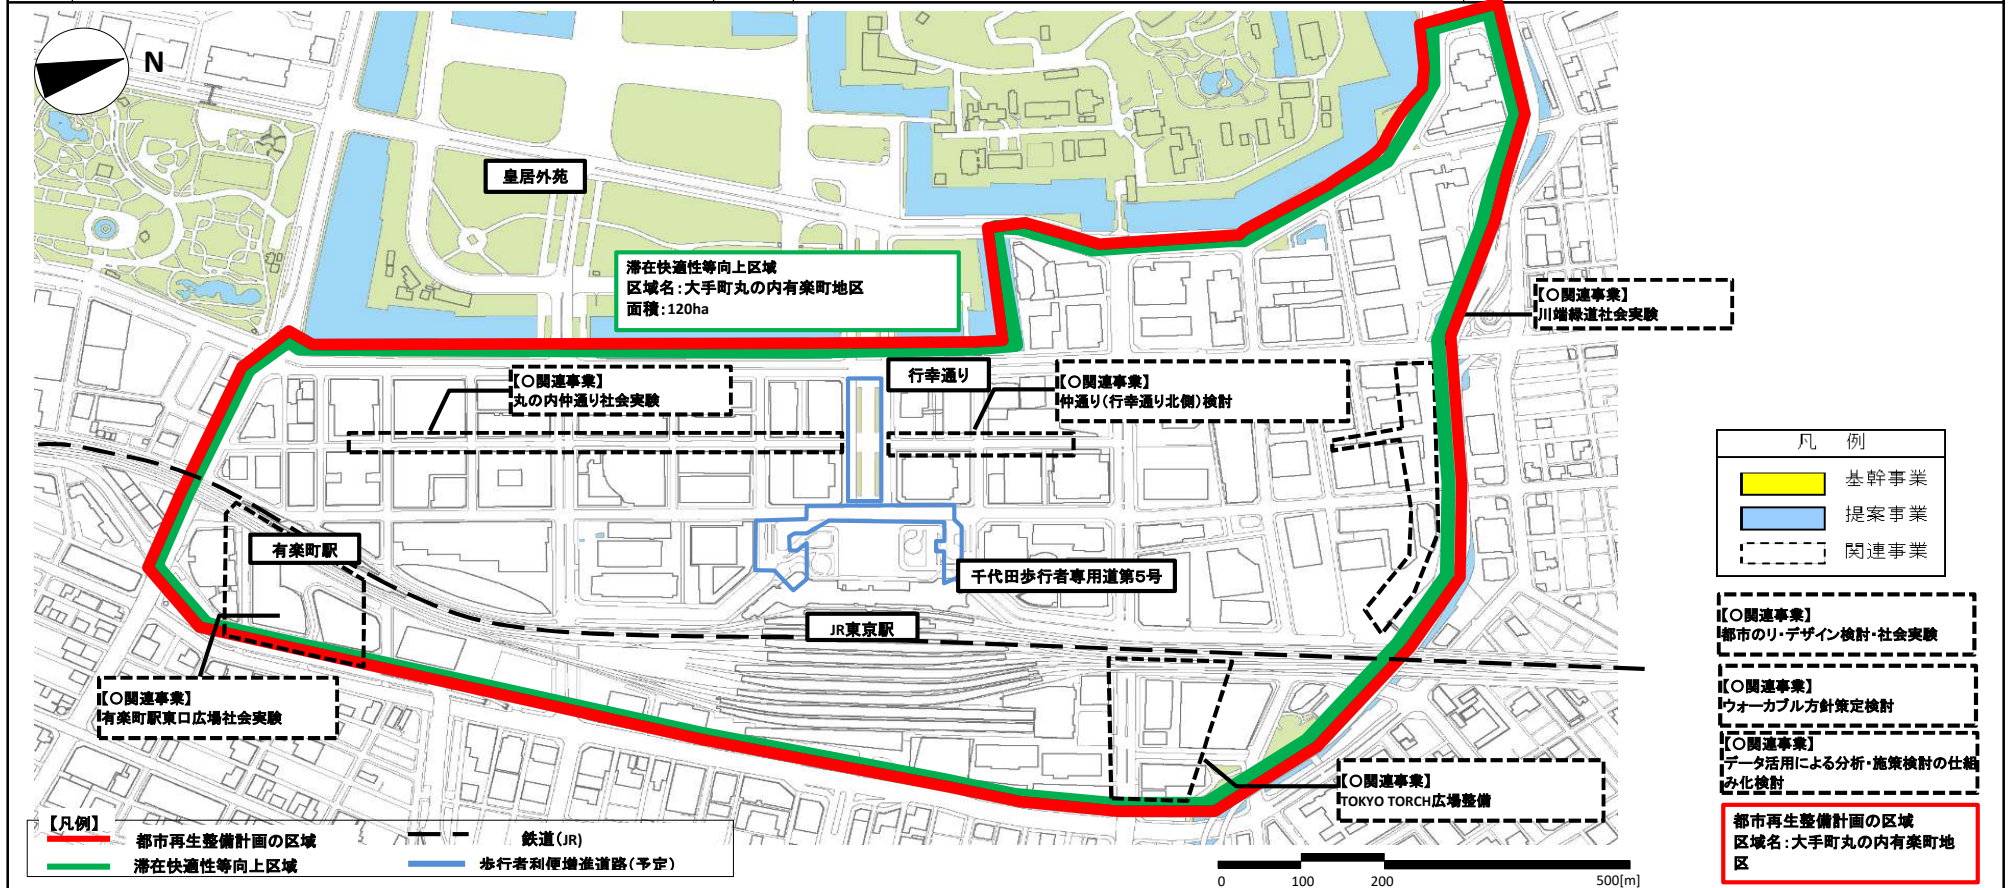 N
皇居外苑
滞在快適性等向上区域
区域名：大手町丸の内有楽町地区
面積：120ha
【○関連事業】
川端緑道社会実験
【○関連事業】
丸の内仲通り社会実験
行幸通り
【○関連事業】
仲通り（行幸通り北側）検討
有楽町駅
千代田歩行者専用道第5号
JR東京駅
【○関連事業】
有楽町駅東口広場社会実験
【○関連事業】
TOKYO TORCH広場整備
凡　例
基幹事業
提案事業
関連事業
【○関連事業】
都市のリ・デザイン検討・社会実験
【○関連事業】
ウォーカブル方針策定検討
【○関連事業】
データ活用による分析・施策検討の仕組
み化検討
都市再生整備計画の区域
区域名：大手町丸の内有楽町地
区
【凡例】
都市再生整備計画の区域
鉄道（JR)
滞在快適性等向上区域
歩行者利便増進道路（予定）
0 100 200 500[m]